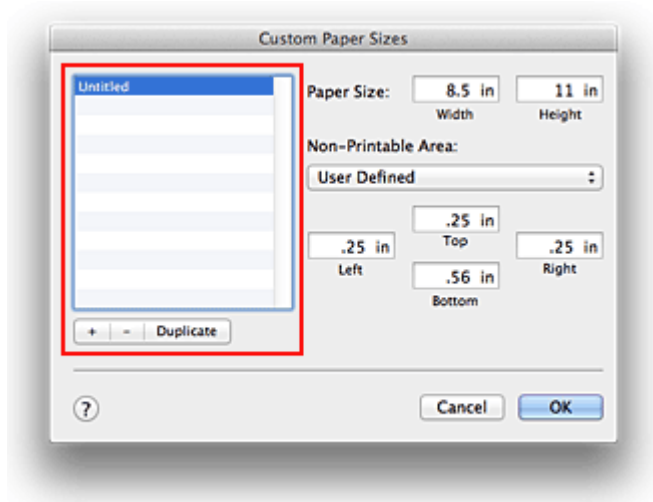 Custom Paper Sizes
Untitled
Paper Size: 8.5 in 11 in
Width Height
Non-Printable Area:
User Defined
.25 in
Top
.25 in .25 in
Left Right
.56 in
Bottom
+ - Duplicate
? Cancel OK